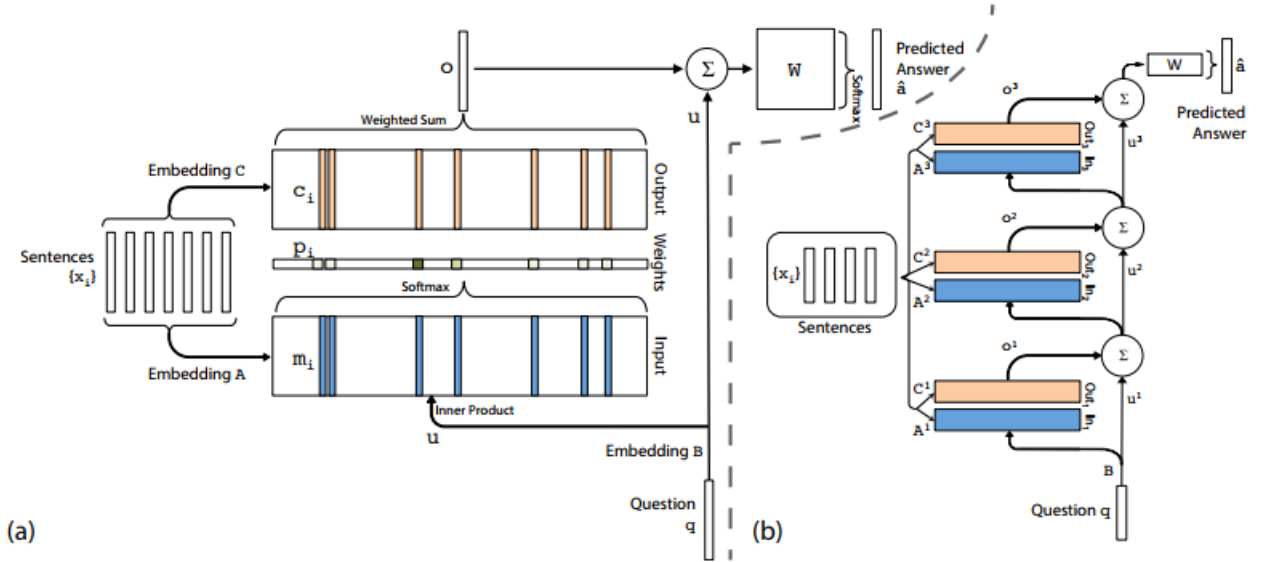 O
Σ
W
Softmax
Predicted
Answer
â
u
Weighted Sum
Embedding C
c_i
Output
Sentences
{x_i}
p_i
Weights
Softmax
m_i
Input
Embedding A
Inner Product
u
Embedding B
Question
q
(a)
W
â
Predicted
Answer
o³
Σ
C³
Out₃
A³
In₃
u³
o²
Σ
C²
Out₂
A²
In₂
u²
{x_i}
Sentences
o¹
Σ
C¹
Out₁
A¹
In₁
u¹
B
Question q
(b)